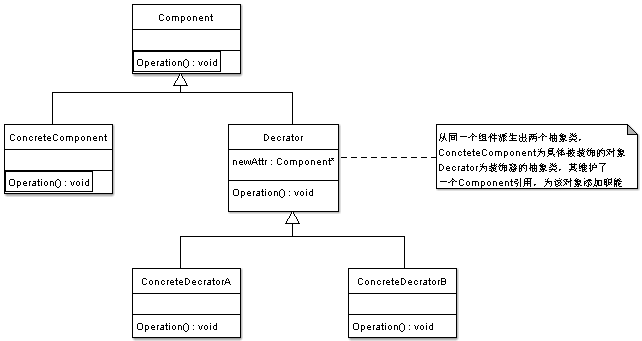 Component
Operation() : void
ConcreteComponent
Operation() : void
Decrator
newAttr : Component*
Operation() : void
从同一个组件派生出两个抽象类,
ConcteteComponent为具体被装饰的对象
Decrator为装饰器的抽象类, 其维护了
一个Component引用, 为该对象添加职能
ConcreteDecratorA
Operation() : void
ConcreteDecratorB
Operation() : void